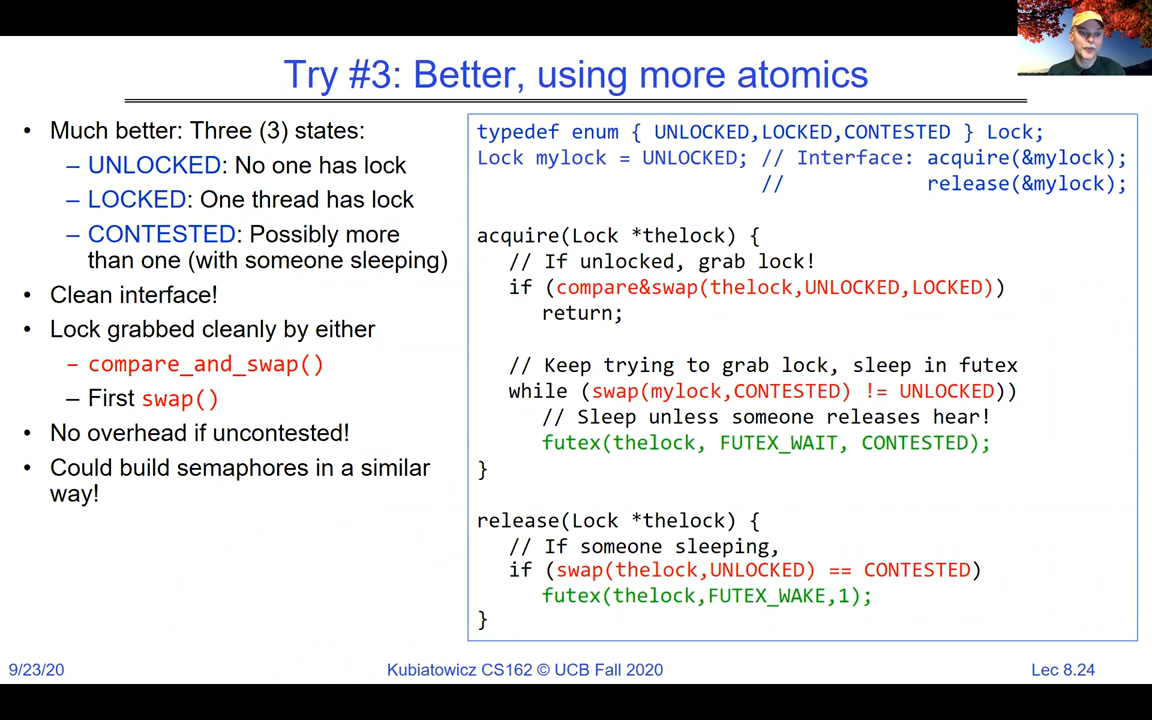 Try #3: Better, using more atomics
• Much better: Three (3) states:
– UNLOCKED: No one has lock
– LOCKED: One thread has lock
– CONTESTED: Possibly more
than one (with someone sleeping)
• Clean interface!
• Lock grabbed cleanly by either
– compare_and_swap()
– First swap()
• No overhead if uncontested!
• Could build semaphores in a similar
way!
typedef enum { UNLOCKED,LOCKED,CONTESTED } Lock;
Lock mylock = UNLOCKED; // Interface: acquire(&mylock);
// release(&mylock);
acquire(Lock *thelock) {
// If unlocked, grab lock!
if (compare&swap(thelock,UNLOCKED,LOCKED))
return;
// Keep trying to grab lock, sleep in futex
while (swap(mylock,CONTESTED) != UNLOCKED))
// Sleep unless someone releases hear!
futex(thelock, FUTEX_WAIT, CONTESTED);
}
release(Lock *thelock) {
// If someone sleeping,
if (swap(thelock,UNLOCKED) == CONTESTED)
futex(thelock,FUTEX_WAKE,1);
}
9/23/20
Kubiatowicz CS162 © UCB Fall 2020
Lec 8.24